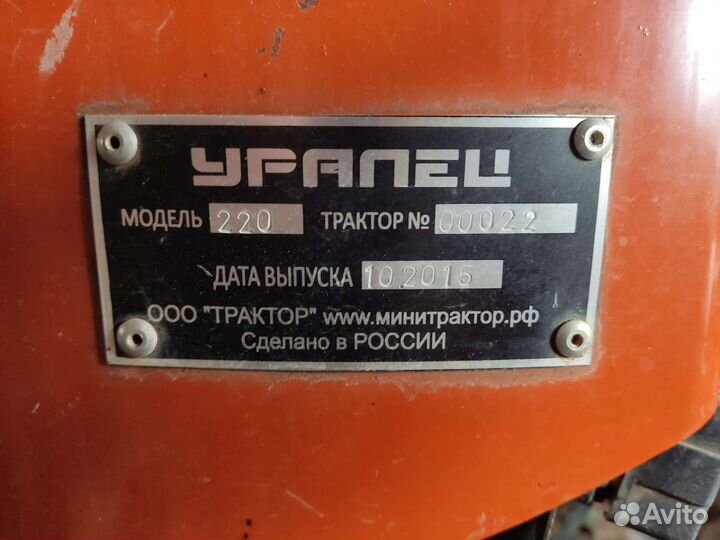 УРАЛЕЦ
МОДЕЛЬ 220 ТРАКТОР № 00022
ДАТА ВЫПУСКА 10.2015
ООО "ТРАКТОР" www.минитрактор.рф
Сделано в РОССИИ
Avito